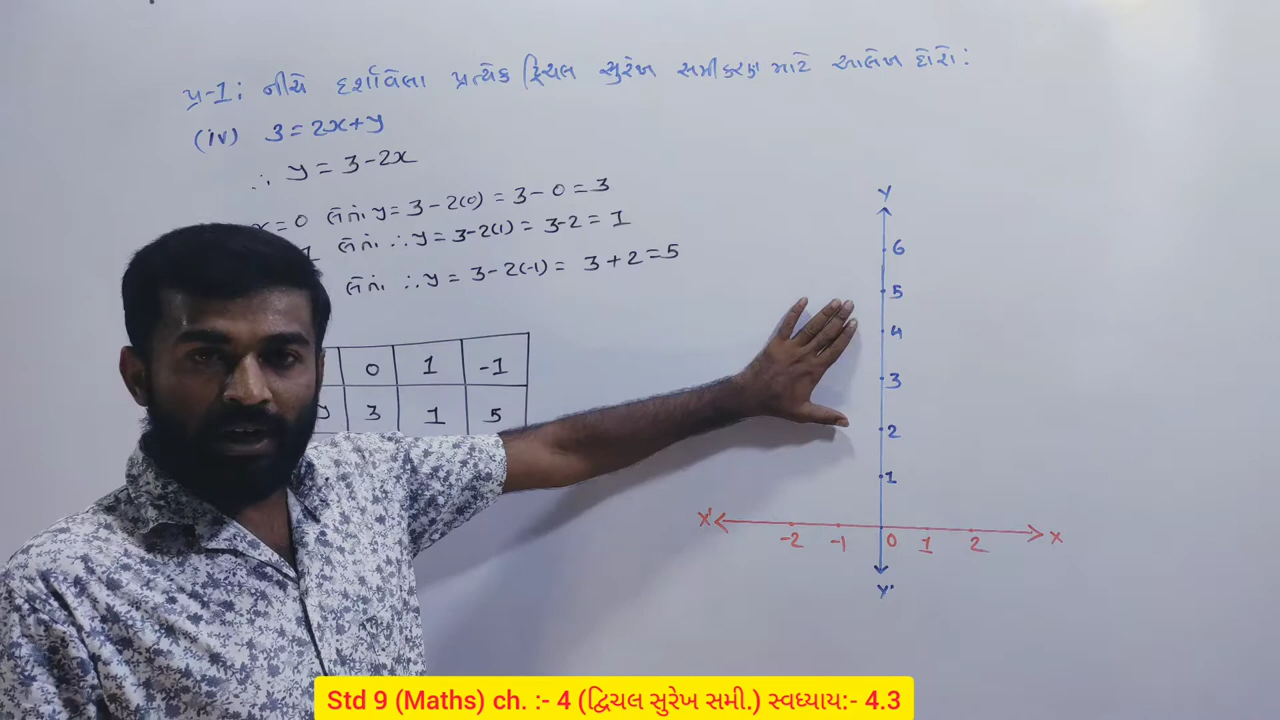 પ્ર-1: નીચે દર્શાવેલા પ્રત્યેક દ્વિચલ સુરેખ સમીકરણ માટે આલેખ દોરો:
(iv) 3 = 2x+y
∴ y = 3-2x
x=0 લેતાં y = 3-2(0) = 3-0 = 3
1 લેતાં ∴ y = 3-2(1) = 3-2 = 1
લેતાં ∴ y = 3-2(-1) = 3+2 = 5
0 1 -1
y 3 1 5
Y
6
5
4
3
2
1
X' -2 -1 0 1 2 X
Y'
Std 9 (Maths) ch. :- 4 (દ્વિચલ સુરેખ સમી.) સ્વધ્યાય:- 4.3